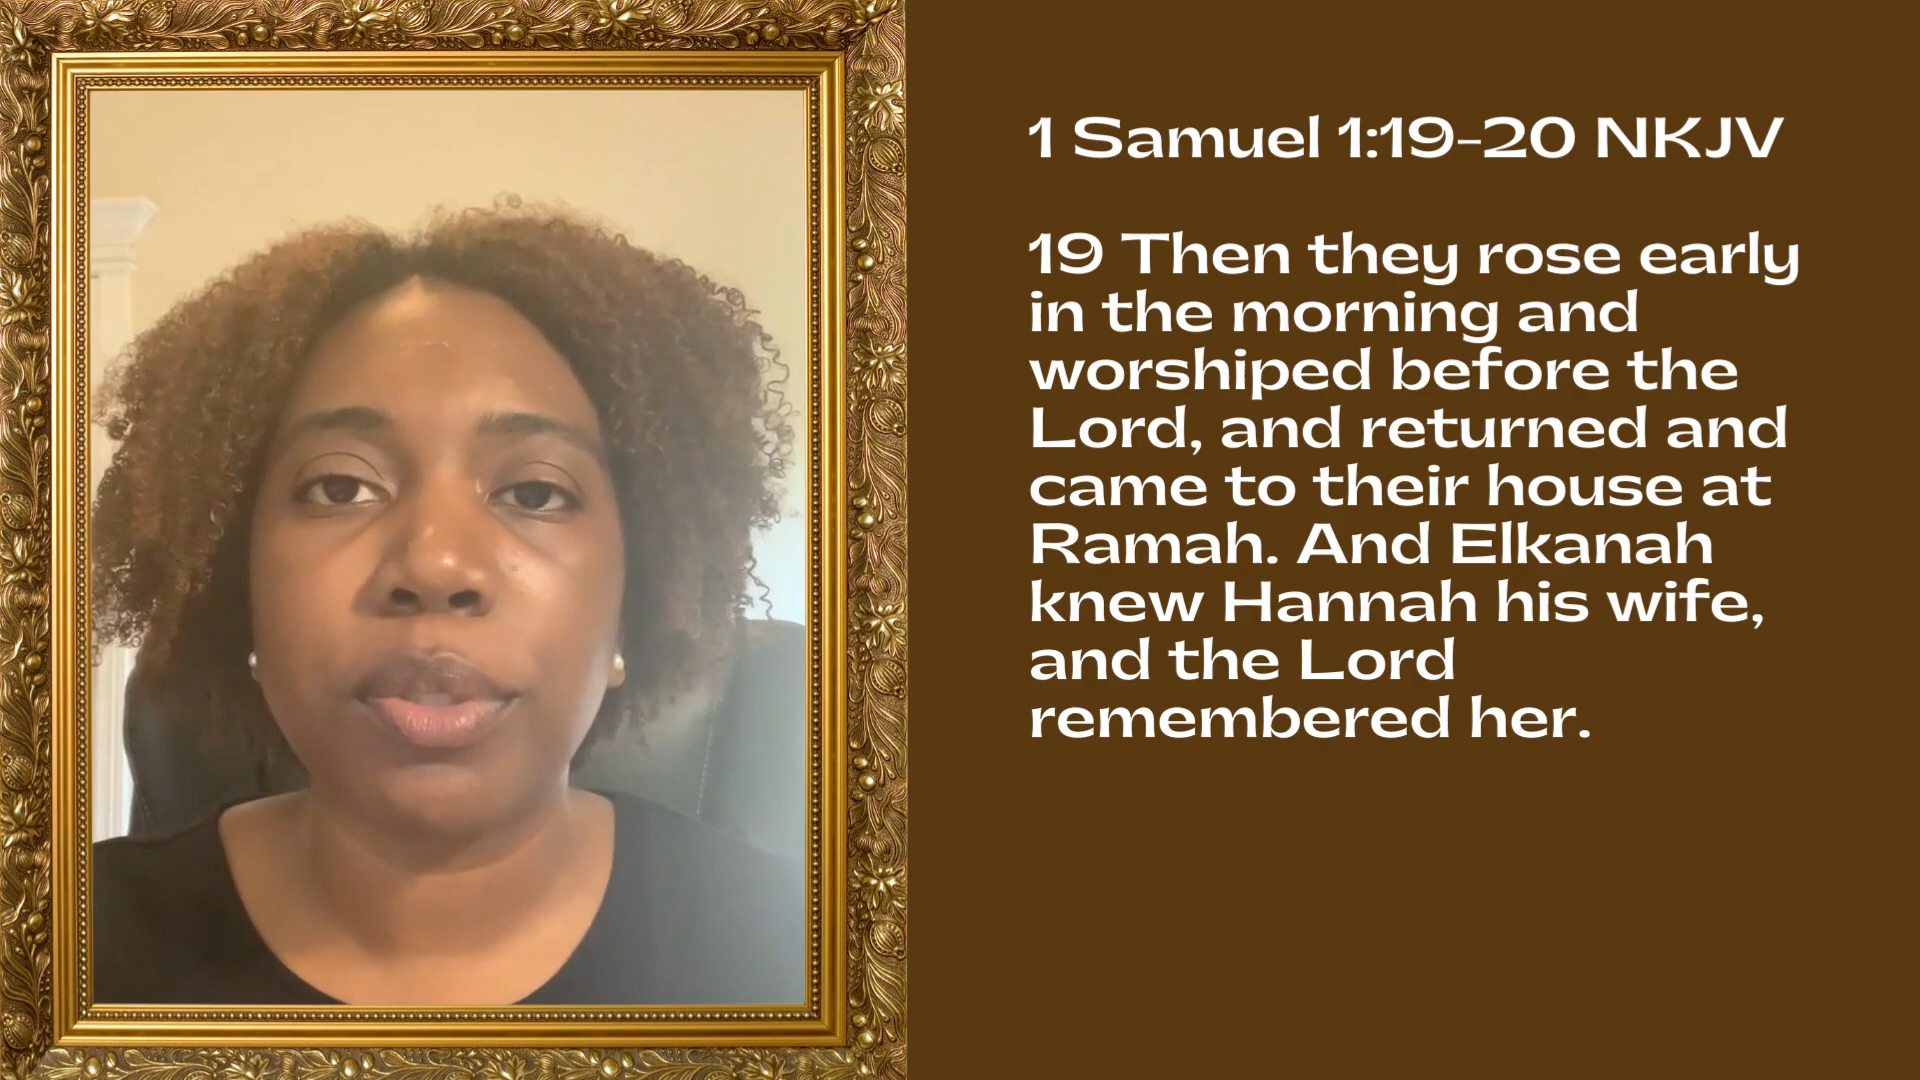 1 Samuel 1:19-20 NKJV
19 Then they rose early
in the morning and
worshiped before the
Lord, and returned and
came to their house at
Ramah. And Elkanah
knew Hannah his wife,
and the Lord
remembered her.